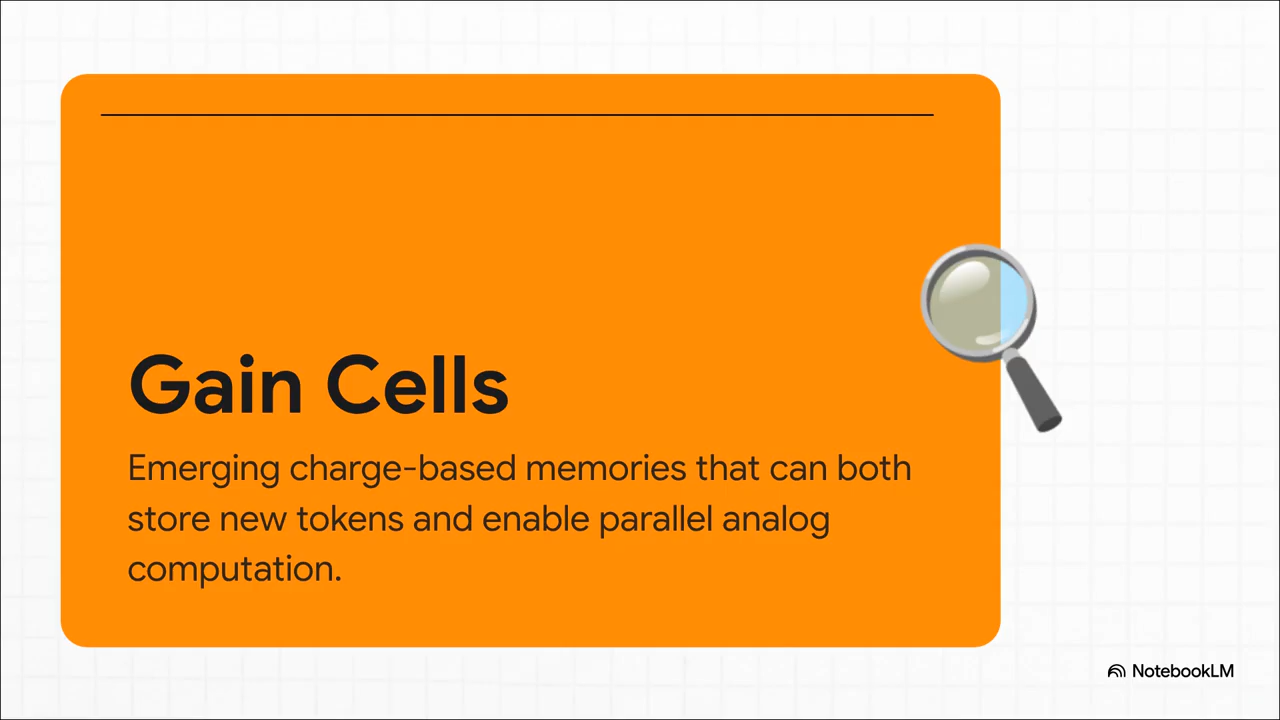 Gain Cells
Emerging charge-based memories that can both
store new tokens and enable parallel analog
computation.
NotebookLM